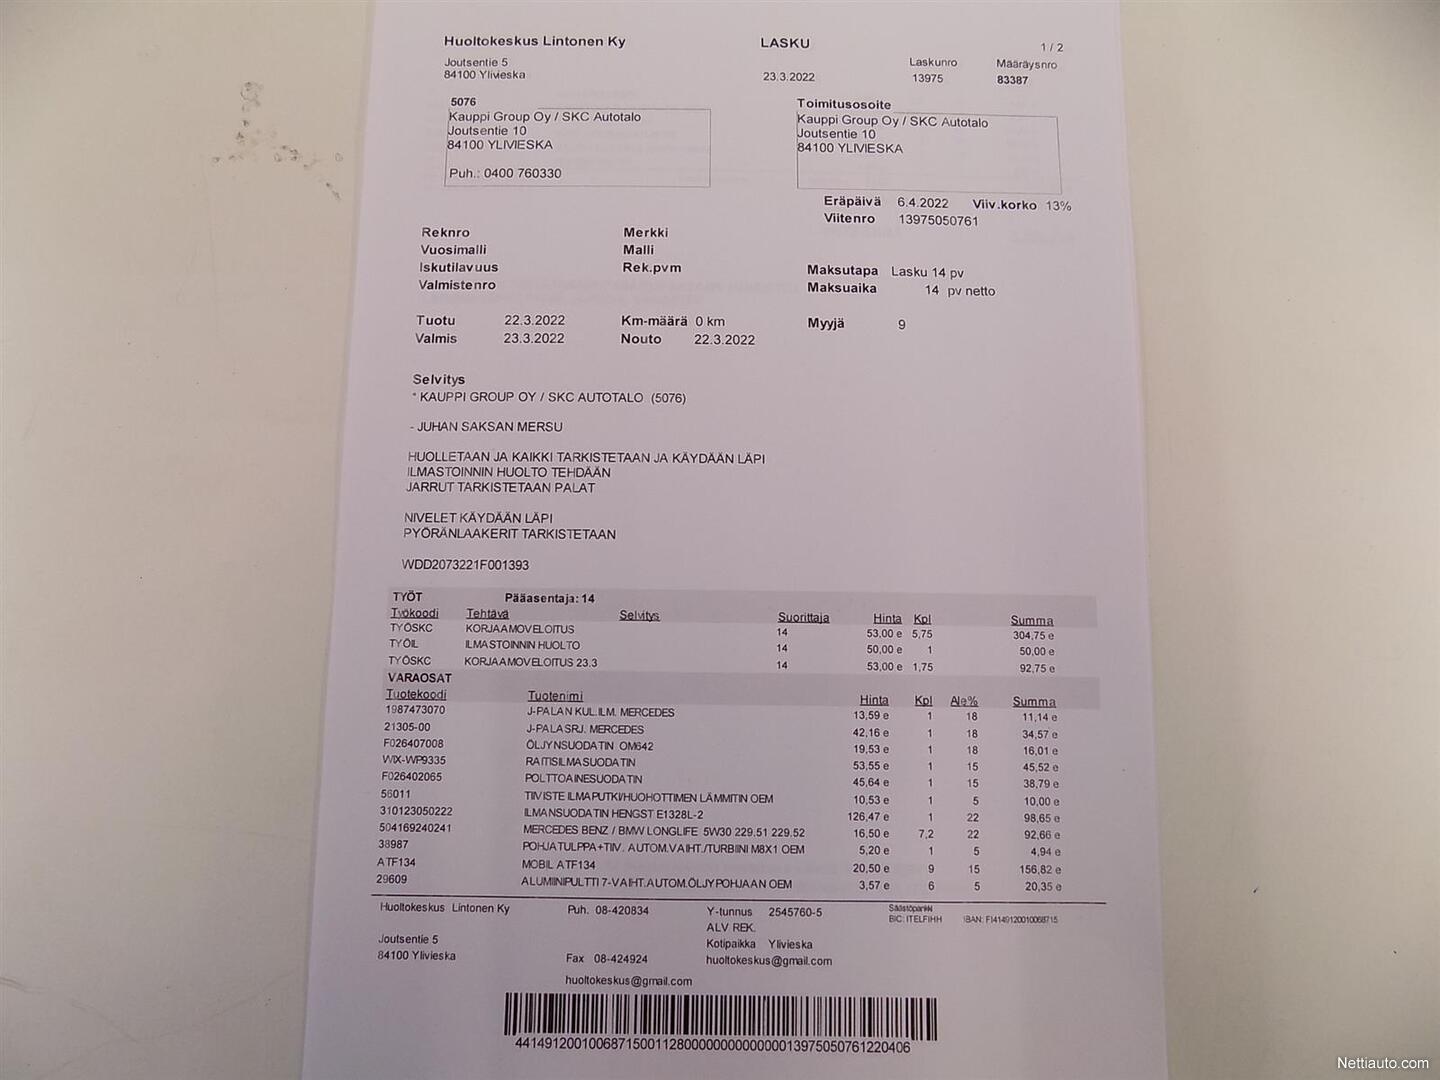 Huoltokeskus Lintonen Ky LASKU 1 / 2
Joutsentie 5
84100 Ylivieska
Laskunro Määräysnro
23.3.2022 13975 83387
5076 Toimitusosoite
Kauppi Group Oy / SKC Autotalo Kauppi Group Oy / SKC Autotalo
Joutsentie 10 Joutsentie 10
84100 YLIVIESKA 84100 YLIVIESKA
Puh.: 0400 760330
Eräpäivä 6.4.2022 Viiv.korko 13%
Viitenro 13975050761
Reknro Merkki
Vuosimalli Malli
Iskutilavuus Rek.pvm Maksutapa Lasku 14 pv
Valmistenro Maksuaika 14 pv netto
Tuotu 22.3.2022 Km-määrä 0 km Myyjä 9
Valmis 23.3.2022 Nouto 22.3.2022
Selvitys
* KAUPPI GROUP OY / SKC AUTOTALO (5076)
- JUHAN SAKSAN MERSU
HUOLLETAAN JA KAIKKI TARKISTETAAN JA KÄYDÄÄN LÄPI
ILMASTOINNIN HUOLTO TEHDÄÄN
JARRUT TARKISTETAAN PALAT
NIVELET KÄYDÄÄN LÄPI
PYÖRÄNLAAKERIT TARKISTETAAN
WDD2073221F001393
TYÖT Pääasentaja: 14
Työkoodi Tehtävä Selvitys Suorittaja Hinta Kpl Summa
TYÖSKC KORJAAMOVELOITUS 14 53,00 e 5,75 304,75 e
TYÖIL ILMASTOINNIN HUOLTO 14 50,00 e 1 50,00 e
TYÖSKC KORJAAMOVELOITUS 23.3 14 53,00 e 1,75 92,75 e
VARAOSAT
Tuotekoodi Tuotenimi Hinta Kpl Ale% Summa
1987473070 J-PALAN KUL.ILM. MERCEDES 13,59 e 1 18 11,14 e
21305-00 J-PALASRJ. MERCEDES 42,16 e 1 18 34,57 e
F026407008 ÖLJYNSUODATIN OM642 19,53 e 1 18 16,01 e
WIX-WP9335 RAITISILMASUODATIN 53,55 e 1 15 45,52 e
F026402065 POLTTOAINESUODATIN 45,64 e 1 15 38,79 e
56011 TIIVISTE ILMAPUTKI/HUOHOTTIMEN LÄMMITIN OEM 10,53 e 1 5 10,00 e
310123050222 ILMANSUODATIN HENGST E1328L-2 126,47 e 1 22 98,65 e
504169240241 MERCEDES BENZ / BMW LONGLIFE 5W30 229.51 229.52 16,50 e 7,2 22 92,66 e
38987 POHJATULPPA+TIIV. AUTOM.VAIHT./TURBIINI M8X1 OEM 5,20 e 1 5 4,94 e
ATF134 MOBIL ATF134 20,50 e 9 15 156,82 e
29609 ALUMIINIPULTTI 7-VAIHT.AUTOM.ÖLJYPOHJAAN OEM 3,57 e 6 5 20,35 e
Huoltokeskus Lintonen Ky Puh. 08-420834 Y-tunnus 2545760-5 Säästöpankki
BIC: ITELFIHH IBAN: FI4149120010068715
ALV REK.
Joutsentie 5 Kotipaikka Ylivieska
84100 Ylivieska Fax 08-424924 huoltokeskus@gmail.com
huoltokeskus@gmail.com
441491200100687150011280000000000000013975050761220406
Nettiauto.com